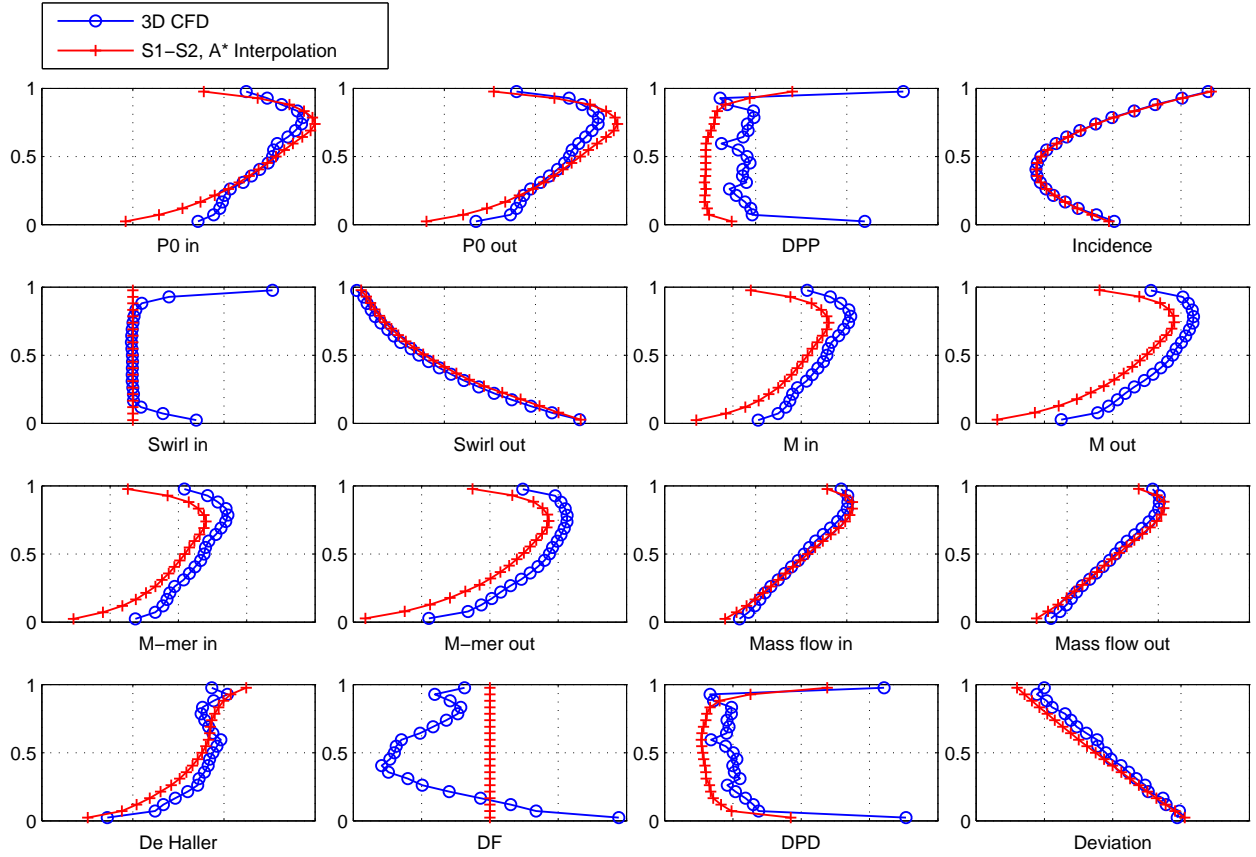 3D CFD
S1−S2, A* Interpolation
1
0.5
0
P0 in
1
0.5
0
P0 out
1
0.5
0
DPP
1
0.5
0
Incidence
1
0.5
0
Swirl in
1
0.5
0
Swirl out
1
0.5
0
M in
1
0.5
0
M out
1
0.5
0
M−mer in
1
0.5
0
M−mer out
1
0.5
0
Mass flow in
1
0.5
0
Mass flow out
1
0.5
0
De Haller
1
0.5
0
DF
1
0.5
0
DPD
1
0.5
0
Deviation